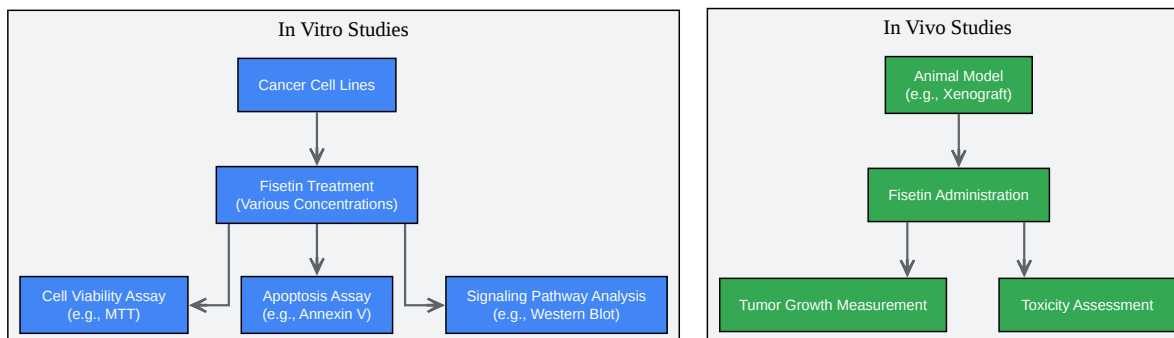 In Vitro Studies
Cancer Cell Lines
Fisetin Treatment
(Various Concentrations)
Cell Viability Assay
(e.g., MTT)
Apoptosis Assay
(e.g., Annexin V)
Signaling Pathway Analysis
(e.g., Western Blot)
In Vivo Studies
Animal Model
(e.g., Xenograft)
Fisetin Administration
Tumor Growth Measurement
Toxicity Assessment